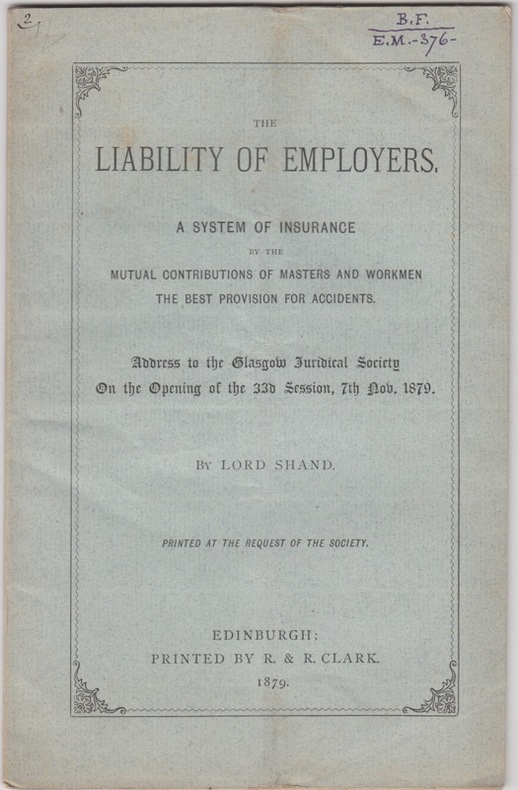 2
B.F.
E.M.-376-
THE
LIABILITY OF EMPLOYERS.
A SYSTEM OF INSURANCE
BY THE
MUTUAL CONTRIBUTIONS OF MASTERS AND WORKMEN
THE BEST PROVISION FOR ACCIDENTS.
Address to the Glasgow Juridical Society
On the Opening of the 33d Session, 7th Nov. 1879.
BY LORD SHAND.
PRINTED AT THE REQUEST OF THE SOCIETY.
EDINBURGH:
PRINTED BY R. & R. CLARK.
1879.